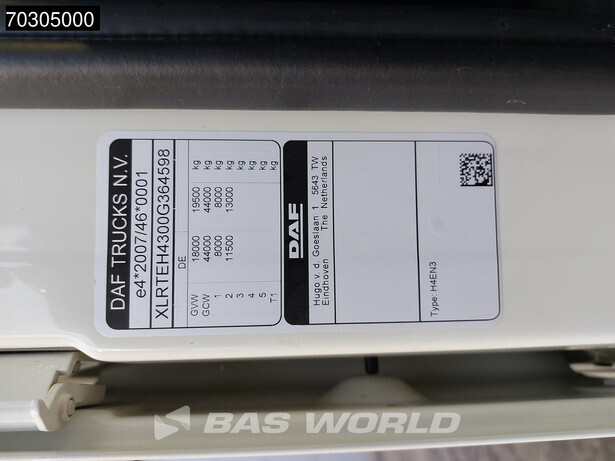 70305000
DAF TRUCKS N.V.
e4*2007/46*0001
XLRTEH4300G364598
DE
GVW 18000 19500 kg
GCW 44000 44000 kg
1 8000 8000 kg
2 11500 13000 kg
3 kg
4 kg
5 kg
T1 kg
DAF
Hugo v. d. Goeslaan 1 5643 TW
Eindhoven The Netherlands
Type: H4EN3
BAS WORLD